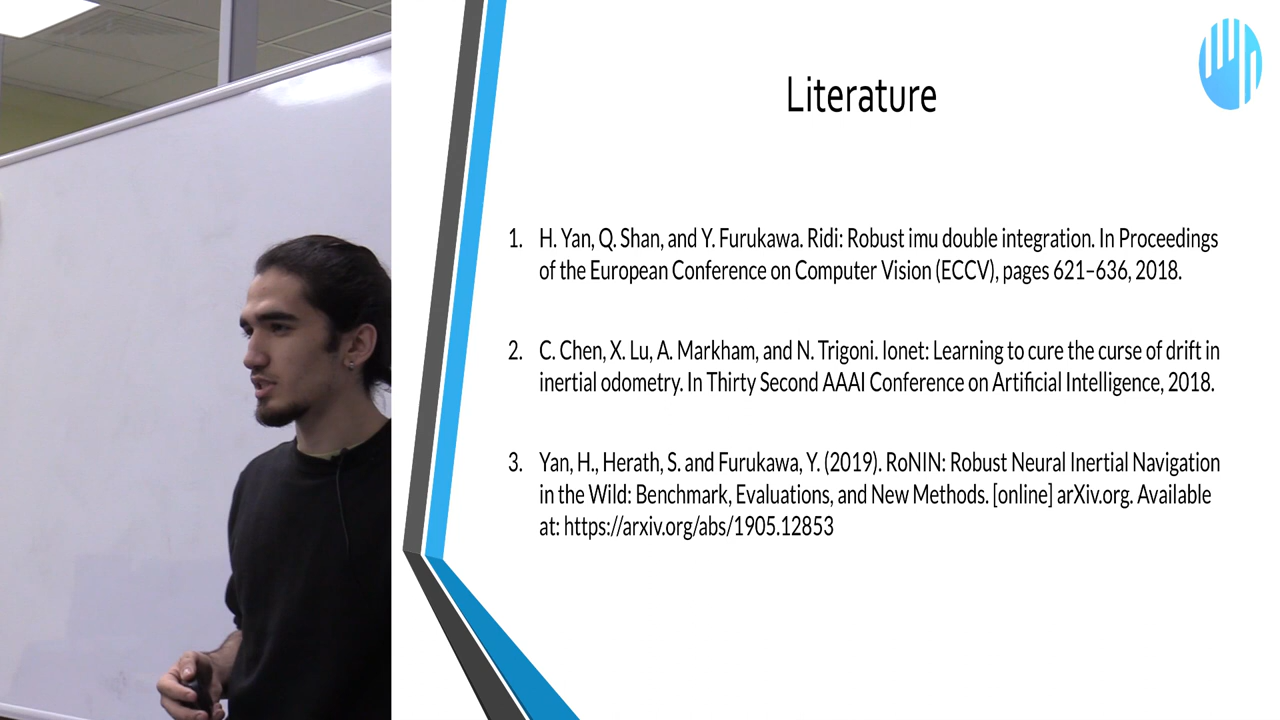 Literature
1. H. Yan, Q. Shan, and Y. Furukawa. Ridi: Robust imu double integration. In Proceedings
of the European Conference on Computer Vision (ECCV), pages 621–636, 2018.
2. C. Chen, X. Lu, A. Markham, and N. Trigoni. Ionet: Learning to cure the curse of drift in
inertial odometry. In Thirty Second AAAI Conference on Artificial Intelligence, 2018.
3. Yan, H., Herath, S. and Furukawa, Y. (2019). RoNIN: Robust Neural Inertial Navigation
in the Wild: Benchmark, Evaluations, and New Methods. [online] arXiv.org. Available
at: https://arxiv.org/abs/1905.12853